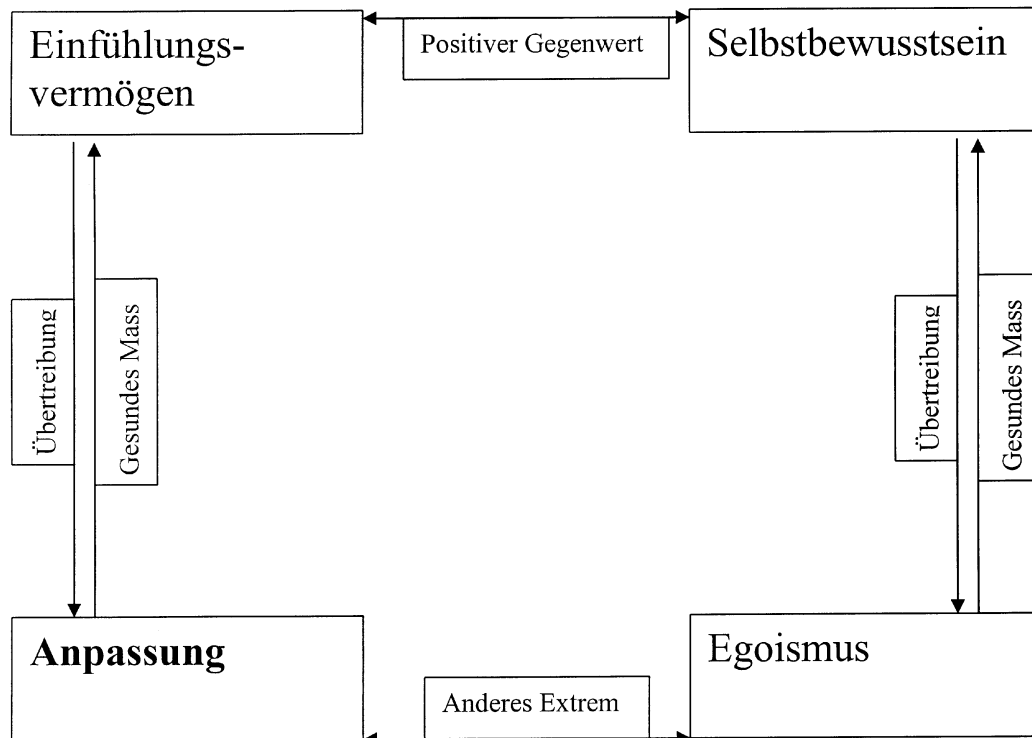 Einfühlungs-
vermögen
Positiver Gegenwert
Selbstbewusstsein
Übertreibung
Gesundes Mass
Übertreibung
Gesundes Mass
Anpassung
Anderes Extrem
Egoismus